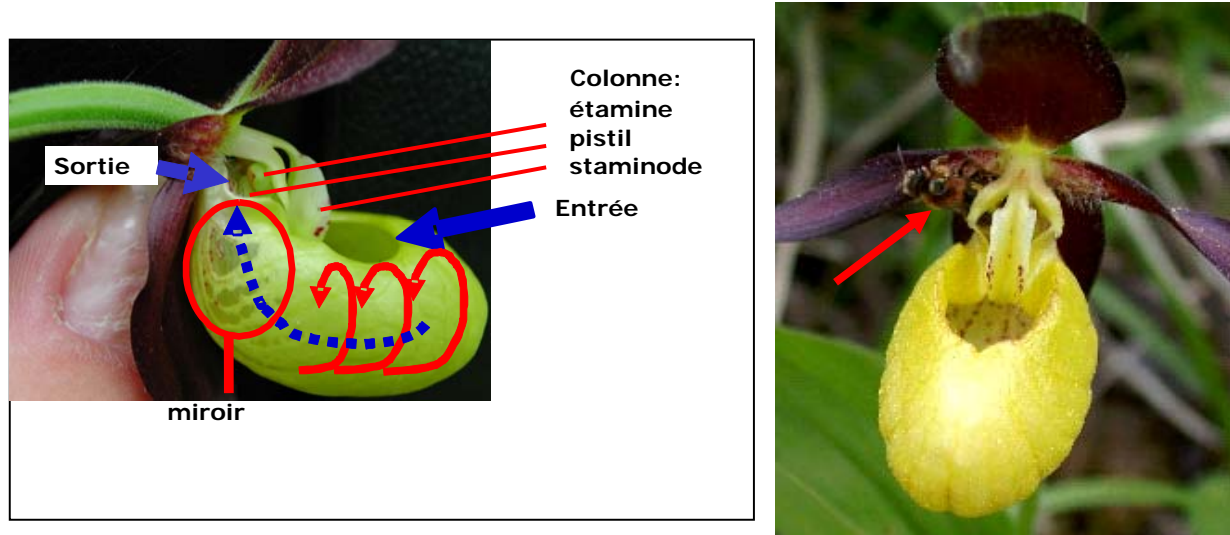 Colonne:
étamine
pistil
staminode
Sortie
Entrée
miroir